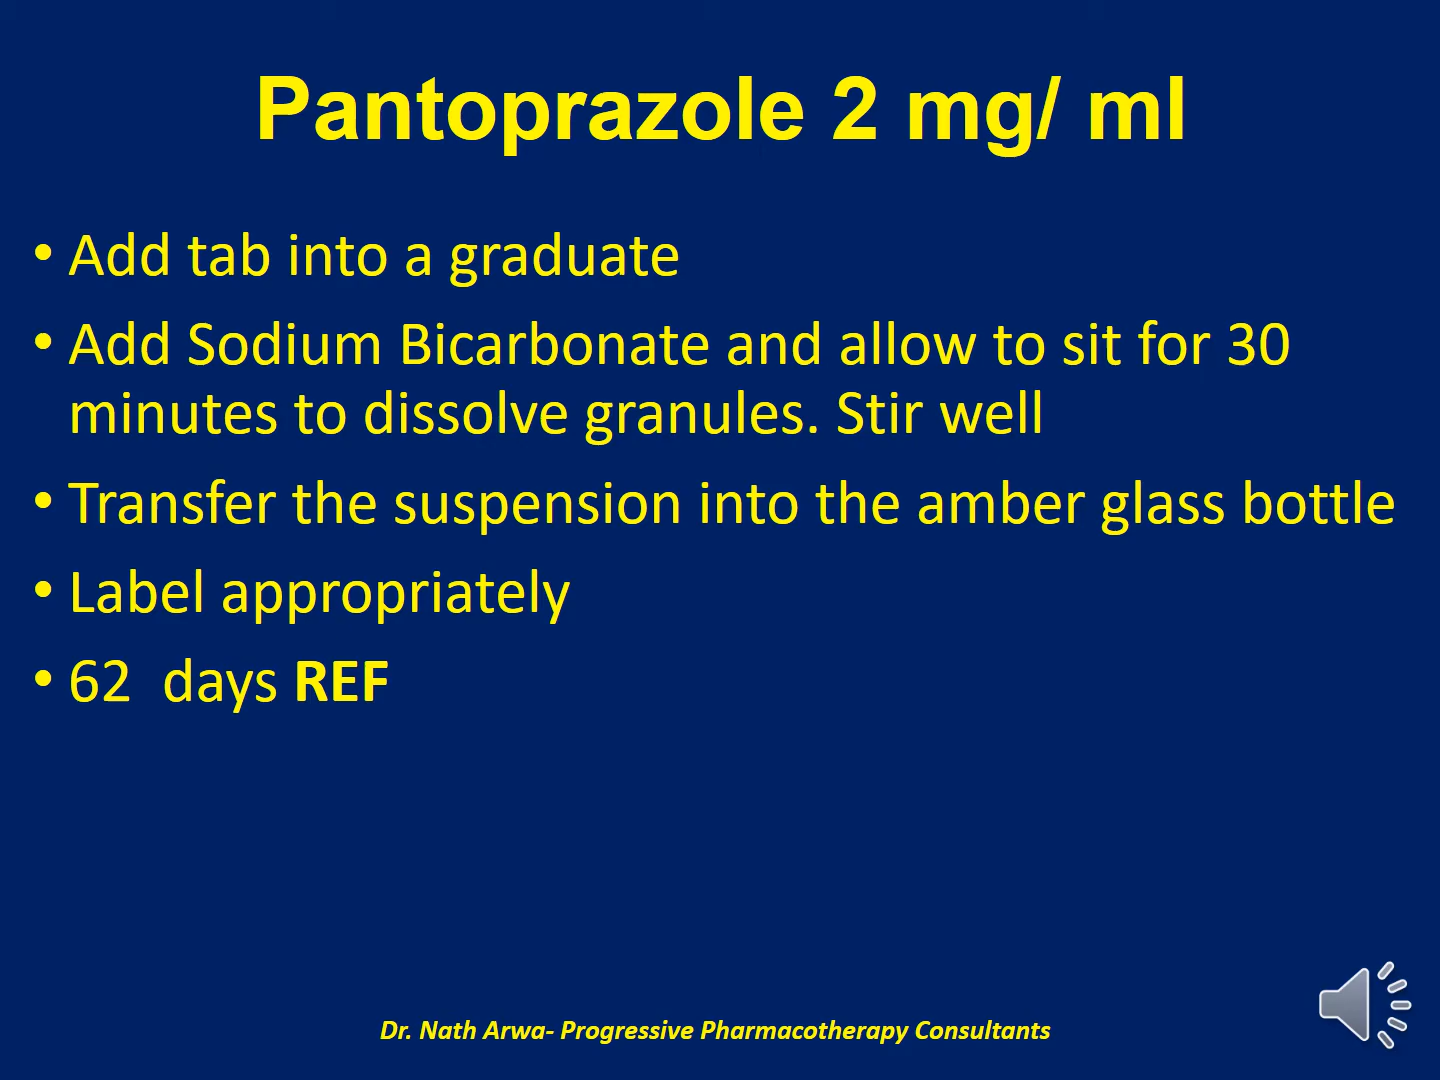 Pantoprazole 2 mg/ ml
• Add tab into a graduate
• Add Sodium Bicarbonate and allow to sit for 30
minutes to dissolve granules. Stir well
• Transfer the suspension into the amber glass bottle
• Label appropriately
• 62  days REF
Dr. Nath Arwa- Progressive Pharmacotherapy Consultants